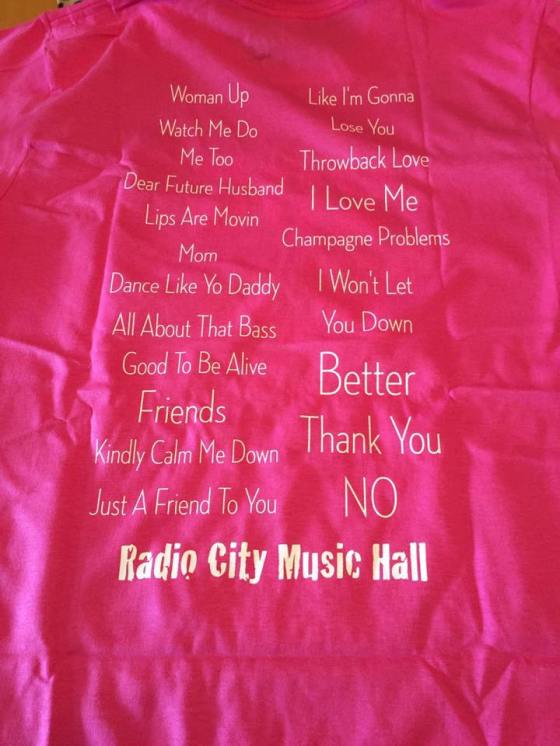 Woman Up
Watch Me Do
Me Too
Dear Future Husband
Lips Are Movin
Mom
Dance Like Yo Daddy
All About That Bass
Good To Be Alive
Friends
Kindly Calm Me Down
Just A Friend To You
Like I'm Gonna
Lose You
Throwback Love
I Love Me
Champagne Problems
I Won't Let
You Down
Better
Thank You
NO
Radio City Music Hall